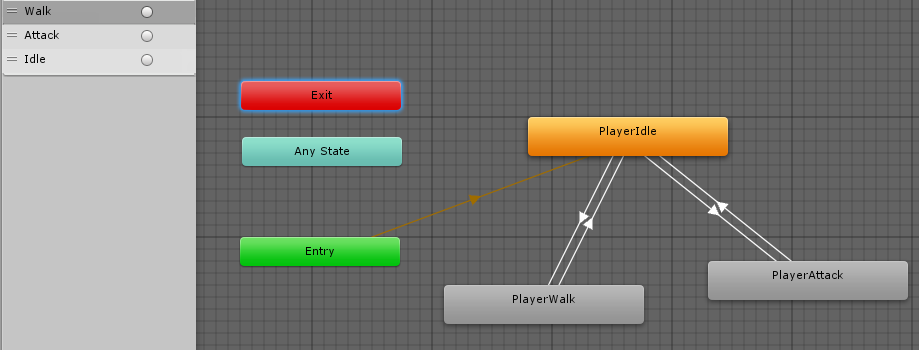 Walk
Attack
Idle
Exit
Any State
Entry
PlayerIdle
PlayerWalk
PlayerAttack